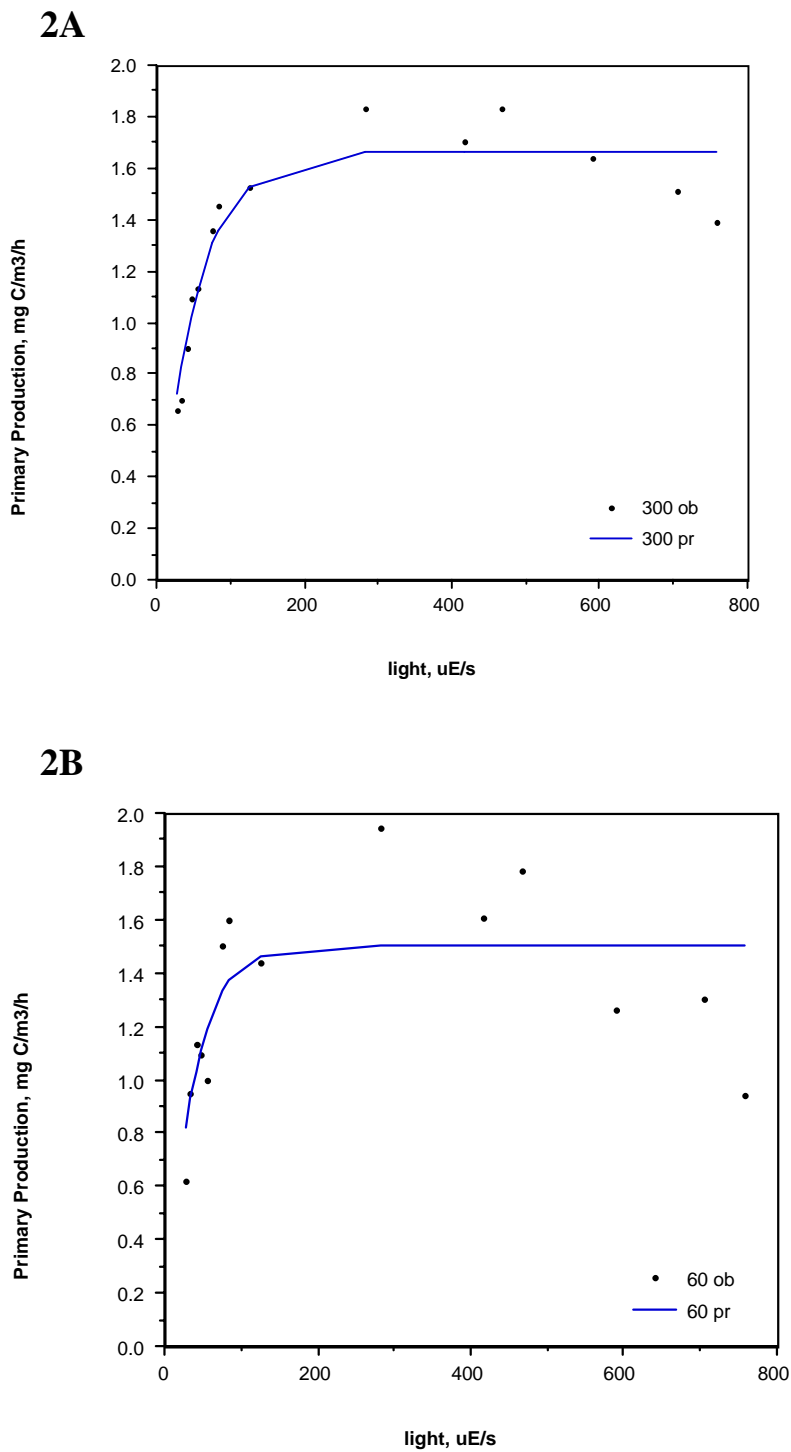 2A
2.0
1.8
1.6
1.4
1.2
1.0
0.8
0.6
0.4
0.2
0.0
Primary Production, mg C/m3/h
300 ob
300 pr
0 200 400 600 800
light, uE/s
2B
2.0
1.8
1.6
1.4
1.2
1.0
0.8
0.6
0.4
0.2
0.0
Primary Production, mg C/m3/h
60 ob
60 pr
0 200 400 600 800
light, uE/s